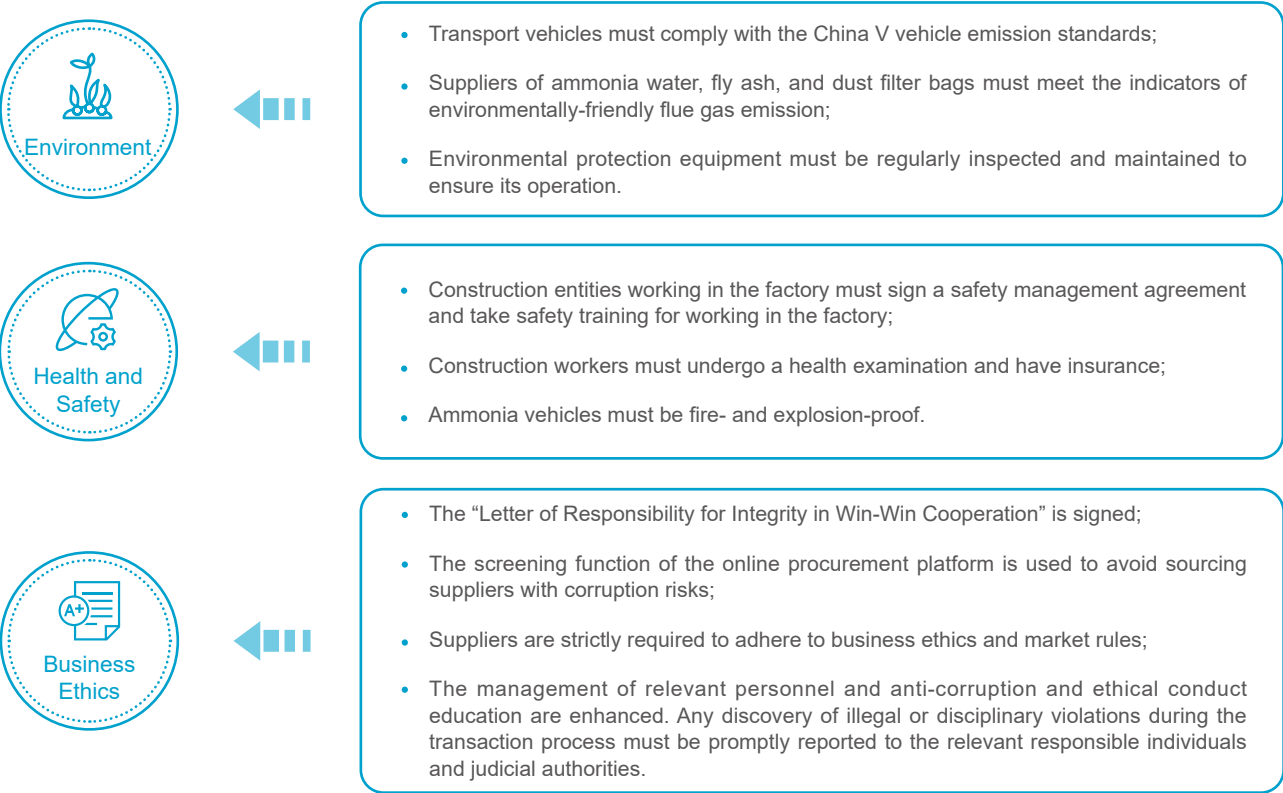 Environment
• Transport vehicles must comply with the China V vehicle emission standards;
• Suppliers of ammonia water, fly ash, and dust filter bags must meet the indicators of
environmentally-friendly flue gas emission;
• Environmental protection equipment must be regularly inspected and maintained to
ensure its operation.
Health and
Safety
• Construction entities working in the factory must sign a safety management agreement
and take safety training for working in the factory;
• Construction workers must undergo a health examination and have insurance;
• Ammonia vehicles must be fire- and explosion-proof.
A+
Business
Ethics
• The “Letter of Responsibility for Integrity in Win-Win Cooperation” is signed;
• The screening function of the online procurement platform is used to avoid sourcing
suppliers with corruption risks;
• Suppliers are strictly required to adhere to business ethics and market rules;
• The management of relevant personnel and anti-corruption and ethical conduct
education are enhanced. Any discovery of illegal or disciplinary violations during the
transaction process must be promptly reported to the relevant responsible individuals
and judicial authorities.